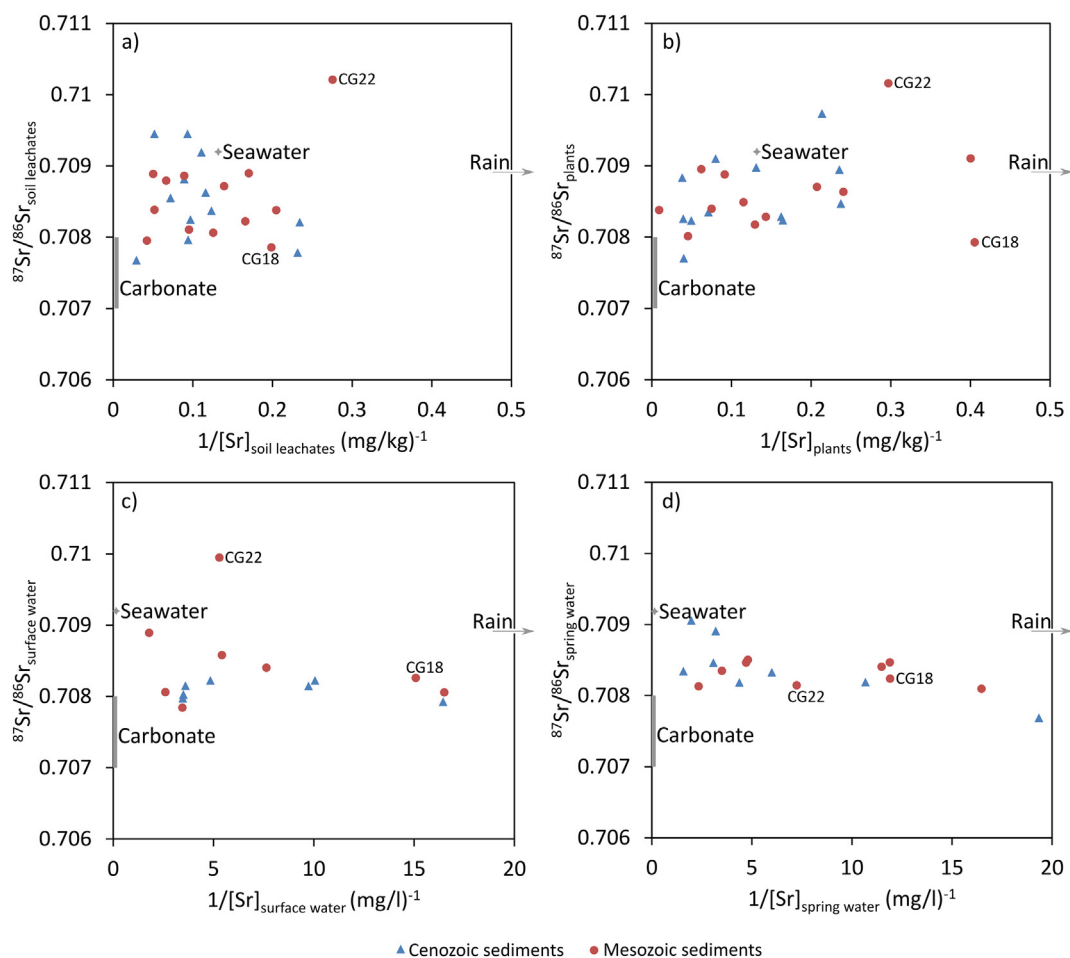 a)
0.711
0.71
0.709
0.708
0.707
0.706
87Sr/86Sr soil leachates
CG22
Seawater
Rain
CG18
Carbonate
0 0.1 0.2 0.3 0.4 0.5
1/[Sr]soil leachates (mg/kg)-1
b)
0.711
0.71
0.709
0.708
0.707
0.706
87Sr/86Sr plants
CG22
Seawater
Rain
CG18
Carbonate
0 0.1 0.2 0.3 0.4 0.5
1/[Sr]plants (mg/kg)-1
c)
0.711
0.71
0.709
0.708
0.707
0.706
87Sr/86Sr surface water
CG22
Seawater
Rain
CG18
Carbonate
0 5 10 15 20
1/[Sr]surface water (mg/l)-1
d)
0.711
0.71
0.709
0.708
0.707
0.706
87Sr/86Sr spring water
Seawater
Rain
CG18
CG22
Carbonate
0 5 10 15 20
1/[Sr]spring water (mg/l)-1
Cenozoic sediments Mesozoic sediments